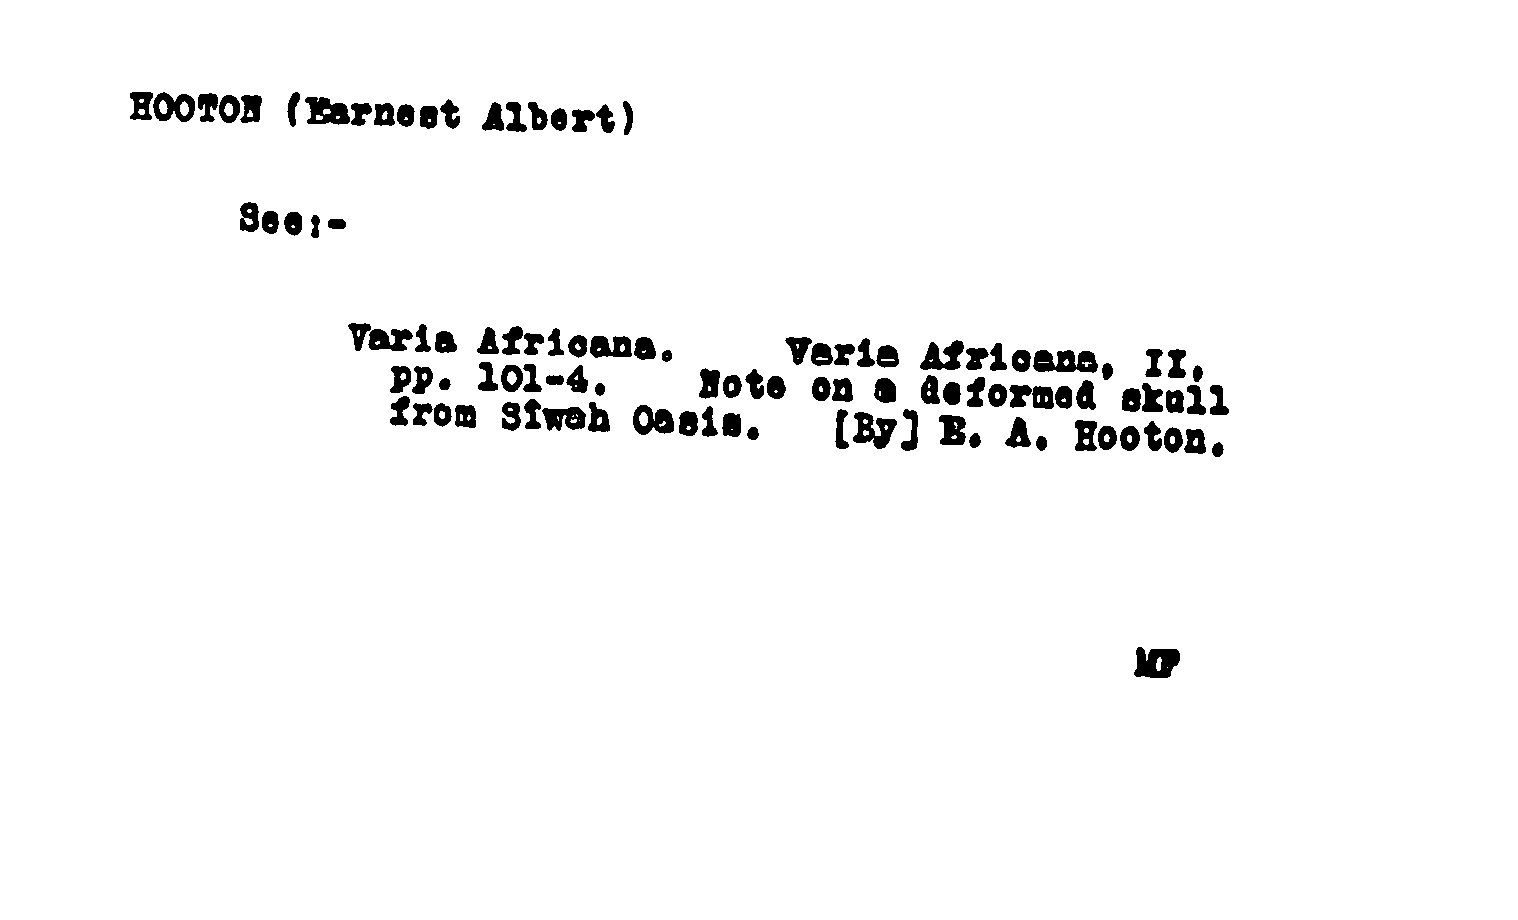 HOOTON (Earnest Albert)
See:-
Varia Africana. Varia Africana, II,
pp. 101-4. Note on a deformed skull
from Siwah Oasis. [By] E. A. Hooton.
MF